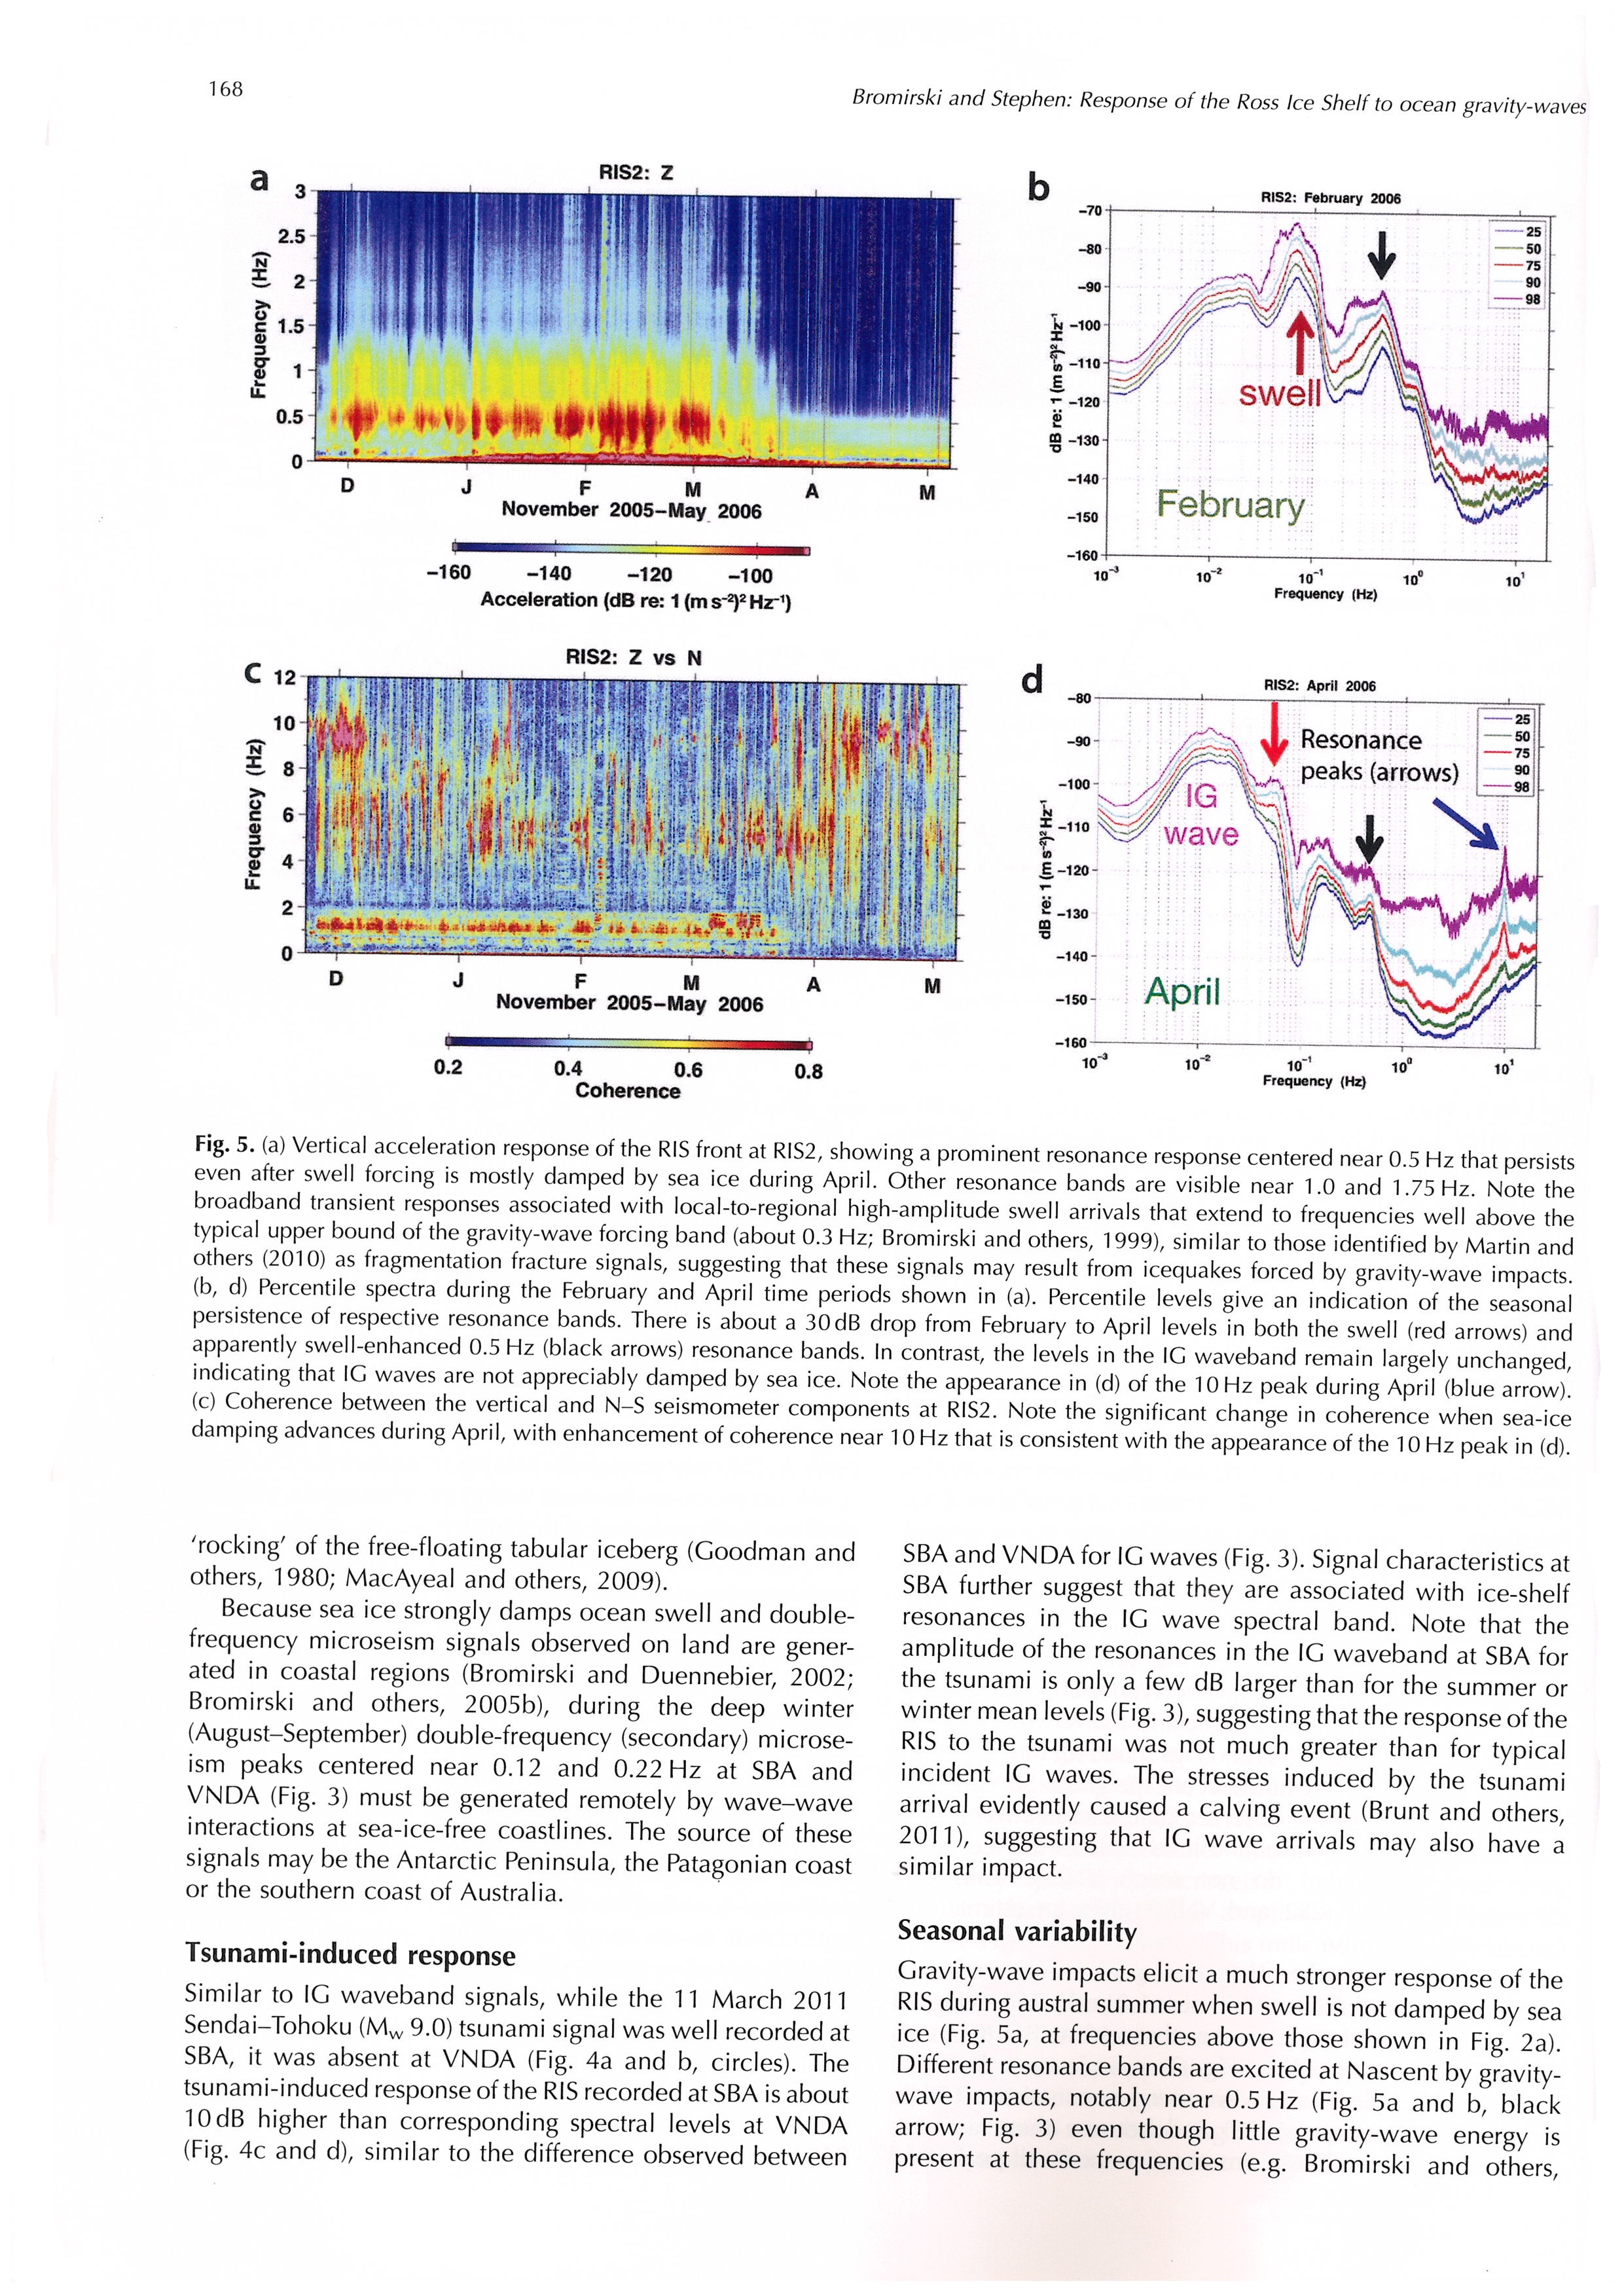 168
Bromirski and Stephen: Response of the Ross Ice Shelf to ocean gravity-waves
a
RIS2: Z
Frequency (Hz)
3
2.5
2
1.5
1
0.5
0
D J F M A M
November 2005–May 2006
−160 −140 −120 −100
Acceleration (dB re: 1 (m s⁻²)² Hz⁻¹)
b
RIS2: February 2006
dB re: 1 (m s⁻²)² Hz⁻¹
−70
−80
−90
−100
−110
−120
−130
−140
−150
−160
25
50
75
90
98
swell
February
10⁻³ 10⁻² 10⁻¹ 10⁰ 10¹
Frequency (Hz)
c
RIS2: Z vs N
Frequency (Hz)
12
10
8
6
4
2
0
D J F M A M
November 2005–May 2006
0.2 0.4 0.6 0.8
Coherence
d
RIS2: April 2006
dB re: 1 (m s⁻²)² Hz⁻¹
−80
−90
−100
−110
−120
−130
−140
−150
−160
25
50
75
90
98
Resonance
peaks (arrows)
IG
wave
April
10⁻³ 10⁻² 10⁻¹ 10⁰ 10¹
Frequency (Hz)
Fig. 5. (a) Vertical acceleration response of the RIS front at RIS2, showing a prominent resonance response centered near 0.5 Hz that persists
even after swell forcing is mostly damped by sea ice during April. Other resonance bands are visible near 1.0 and 1.75 Hz. Note the
broadband transient responses associated with local-to-regional high-amplitude swell arrivals that extend to frequencies well above the
typical upper bound of the gravity-wave forcing band (about 0.3 Hz; Bromirski and others, 1999), similar to those identified by Martin and
others (2010) as fragmentation fracture signals, suggesting that these signals may result from icequakes forced by gravity-wave impacts.
(b, d) Percentile spectra during the February and April time periods shown in (a). Percentile levels give an indication of the seasonal
persistence of respective resonance bands. There is about a 30 dB drop from February to April levels in both the swell (red arrows) and
apparently swell-enhanced 0.5 Hz (black arrows) resonance bands. In contrast, the levels in the IG waveband remain largely unchanged,
indicating that IG waves are not appreciably damped by sea ice. Note the appearance in (d) of the 10 Hz peak during April (blue arrow).
(c) Coherence between the vertical and N–S seismometer components at RIS2. Note the significant change in coherence when sea-ice
damping advances during April, with enhancement of coherence near 10 Hz that is consistent with the appearance of the 10 Hz peak in (d).
'rocking' of the free-floating tabular iceberg (Goodman and
others, 1980; MacAyeal and others, 2009).
Because sea ice strongly damps ocean swell and double-
frequency microseism signals observed on land are gener-
ated in coastal regions (Bromirski and Duennebier, 2002;
Bromirski and others, 2005b), during the deep winter
(August–September) double-frequency (secondary) microse-
ism peaks centered near 0.12 and 0.22 Hz at SBA and
VNDA (Fig. 3) must be generated remotely by wave–wave
interactions at sea-ice-free coastlines. The source of these
signals may be the Antarctic Peninsula, the Patagonian coast
or the southern coast of Australia.
Tsunami-induced response
Similar to IG waveband signals, while the 11 March 2011
Sendai–Tohoku (Mw 9.0) tsunami signal was well recorded at
SBA, it was absent at VNDA (Fig. 4a and b, circles). The
tsunami-induced response of the RIS recorded at SBA is about
10 dB higher than corresponding spectral levels at VNDA
(Fig. 4c and d), similar to the difference observed between
SBA and VNDA for IG waves (Fig. 3). Signal characteristics at
SBA further suggest that they are associated with ice-shelf
resonances in the IG wave spectral band. Note that the
amplitude of the resonances in the IG waveband at SBA for
the tsunami is only a few dB larger than for the summer or
winter mean levels (Fig. 3), suggesting that the response of the
RIS to the tsunami was not much greater than for typical
incident IG waves. The stresses induced by the tsunami
arrival evidently caused a calving event (Brunt and others,
2011), suggesting that IG wave arrivals may also have a
similar impact.
Seasonal variability
Gravity-wave impacts elicit a much stronger response of the
RIS during austral summer when swell is not damped by sea
ice (Fig. 5a, at frequencies above those shown in Fig. 2a).
Different resonance bands are excited at Nascent by gravity-
wave impacts, notably near 0.5 Hz (Fig. 5a and b, black
arrow; Fig. 3) even though little gravity-wave energy is
present at these frequencies (e.g. Bromirski and others,